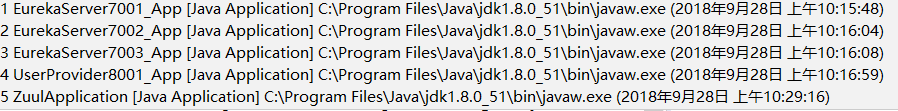 1 EurekaServer7001_App [Java Application] C:\Program Files\Java\jdk1.8.0_51\bin\javaw.exe (2018年9月28日 上午10:15:48)
2 EurekaServer7002_App [Java Application] C:\Program Files\Java\jdk1.8.0_51\bin\javaw.exe (2018年9月28日 上午10:16:04)
3 EurekaServer7003_App [Java Application] C:\Program Files\Java\jdk1.8.0_51\bin\javaw.exe (2018年9月28日 上午10:16:08)
4 UserProvider8001_App [Java Application] C:\Program Files\Java\jdk1.8.0_51\bin\javaw.exe (2018年9月28日 上午10:16:59)
5 ZuulApplication [Java Application] C:\Program Files\Java\jdk1.8.0_51\bin\javaw.exe (2018年9月28日 上午10:29:16)